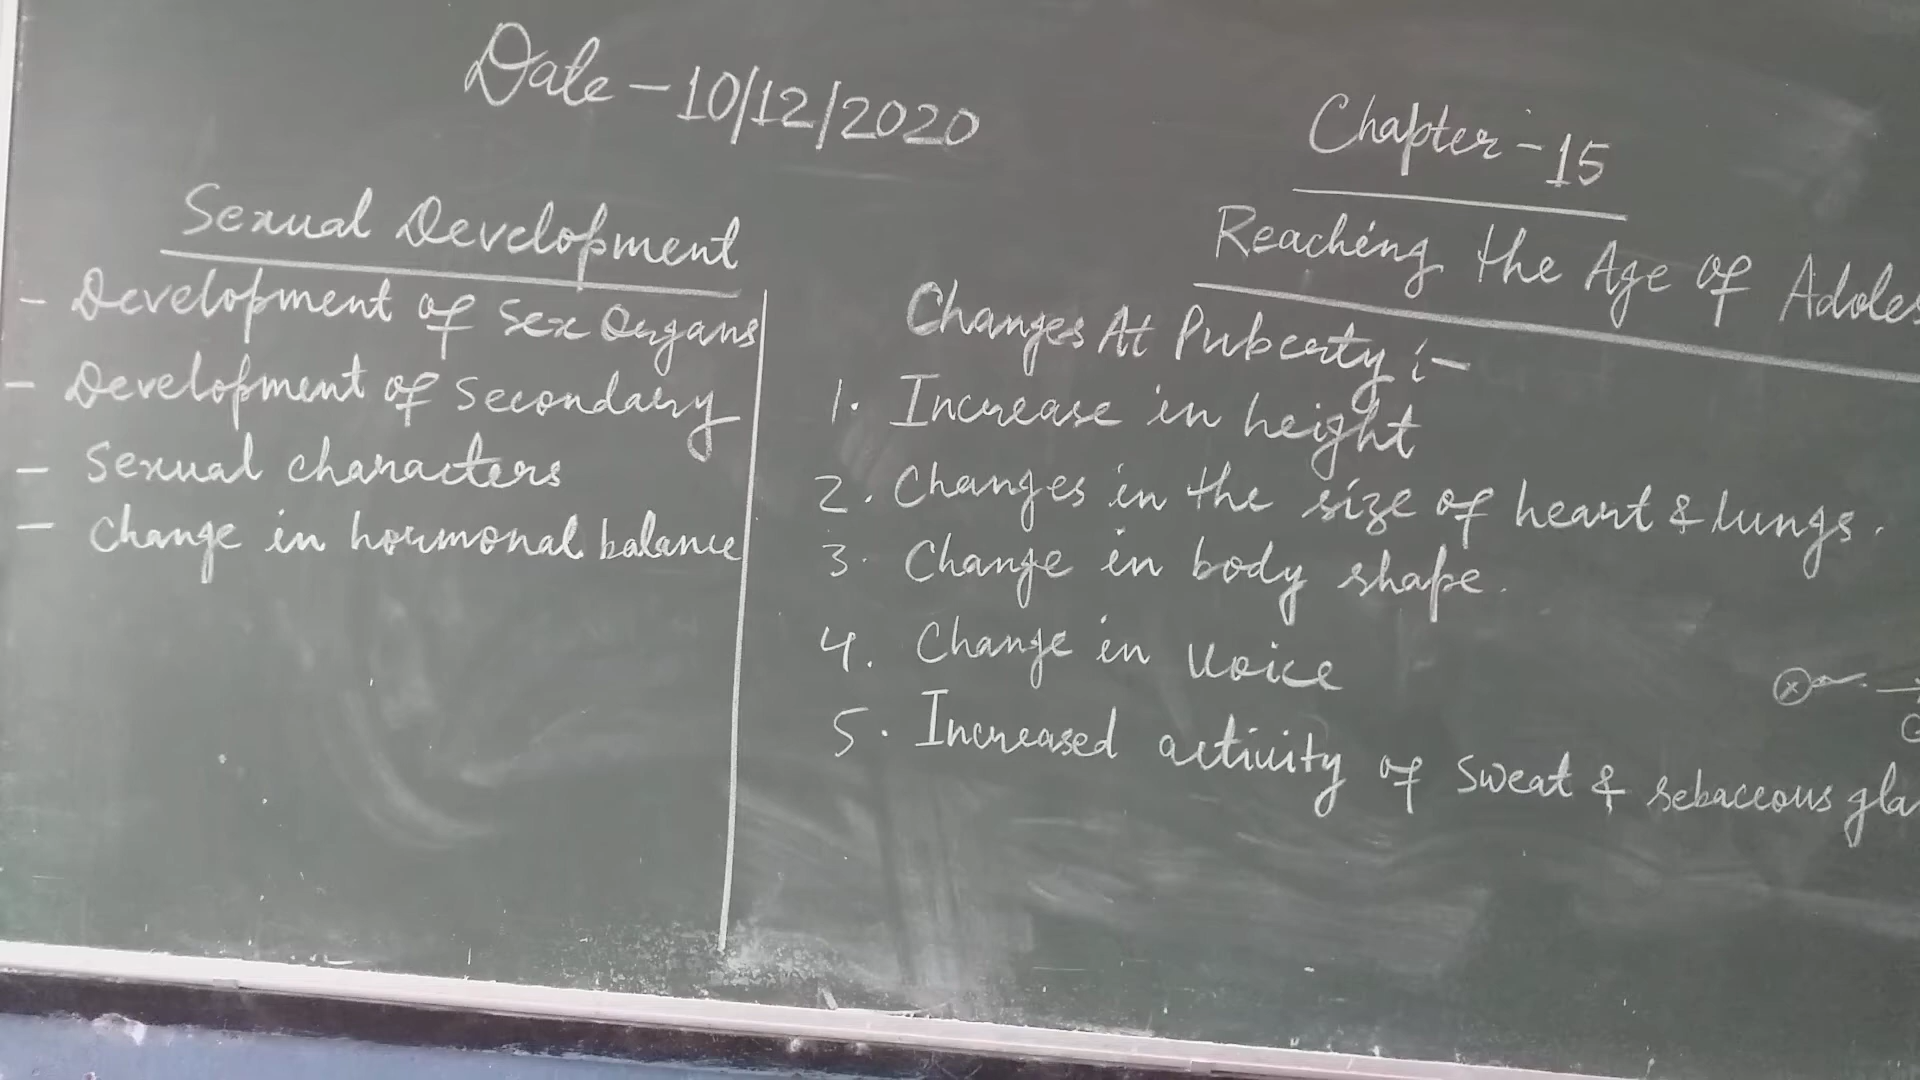 Date - 10/12/2020
Chapter - 15
Reaching the Age of Adoles
Sexual Development
- Development of Sex Organs
- Development of Secondary
- Sexual characters
- Change in hormonal balance
Changes At Puberty :-
1. Increase in height
2. Changes in the size of heart & lungs.
3. Change in body shape.
4. Change in Voice
5. Increased activity of sweat & sebaceous gla